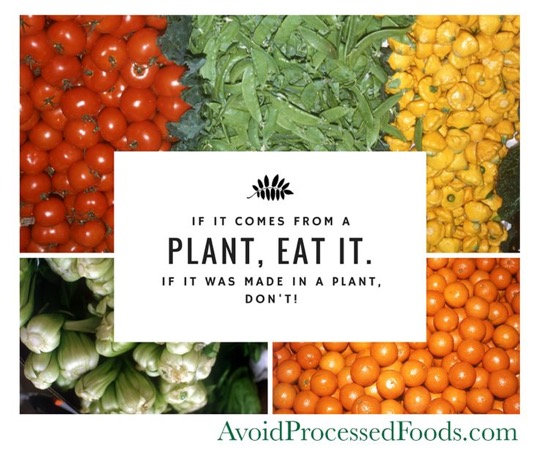 IF IT COMES FROM A
PLANT, EAT IT.
IF IT WAS MADE IN A PLANT,
DON'T!
AvoidProcessedFoods.com